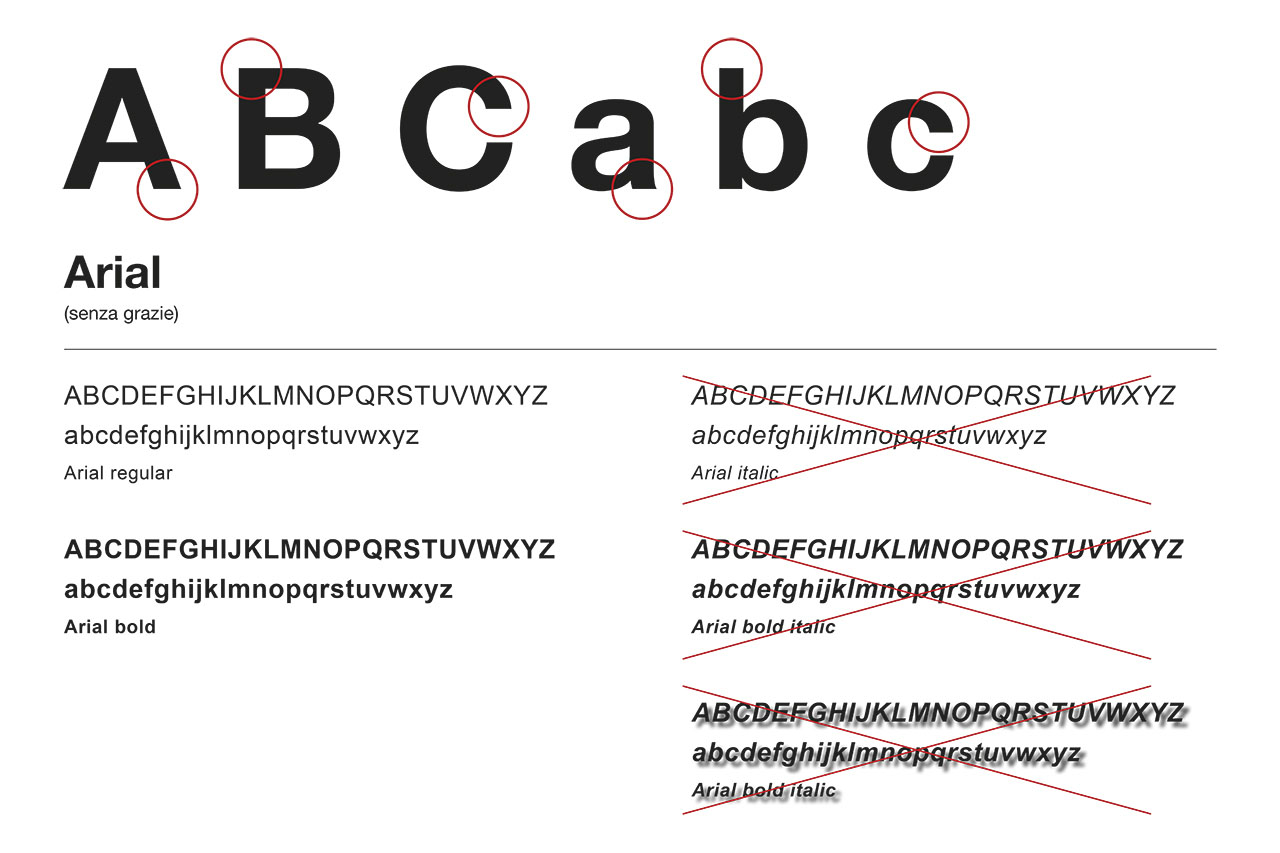 A B C a b c
Arial
(senza grazie)
ABCDEFGHIJKLMNOPQRSTUVWXYZ
abcdefghijklmnopqrstuvwxyz
Arial regular
ABCDEFGHIJKLMNOPQRSTUVWXYZ
abcdefghijklmnopqrstuvwxyz
Arial italic
ABCDEFGHIJKLMNOPQRSTUVWXYZ
abcdefghijklmnopqrstuvwxyz
Arial bold
ABCDEFGHIJKLMNOPQRSTUVWXYZ
abcdefghijklmnopqrstuvwxyz
Arial bold italic
ABCDEFGHIJKLMNOPQRSTUVWXYZ
abcdefghijklmnopqrstuvwxyz
Arial bold italic